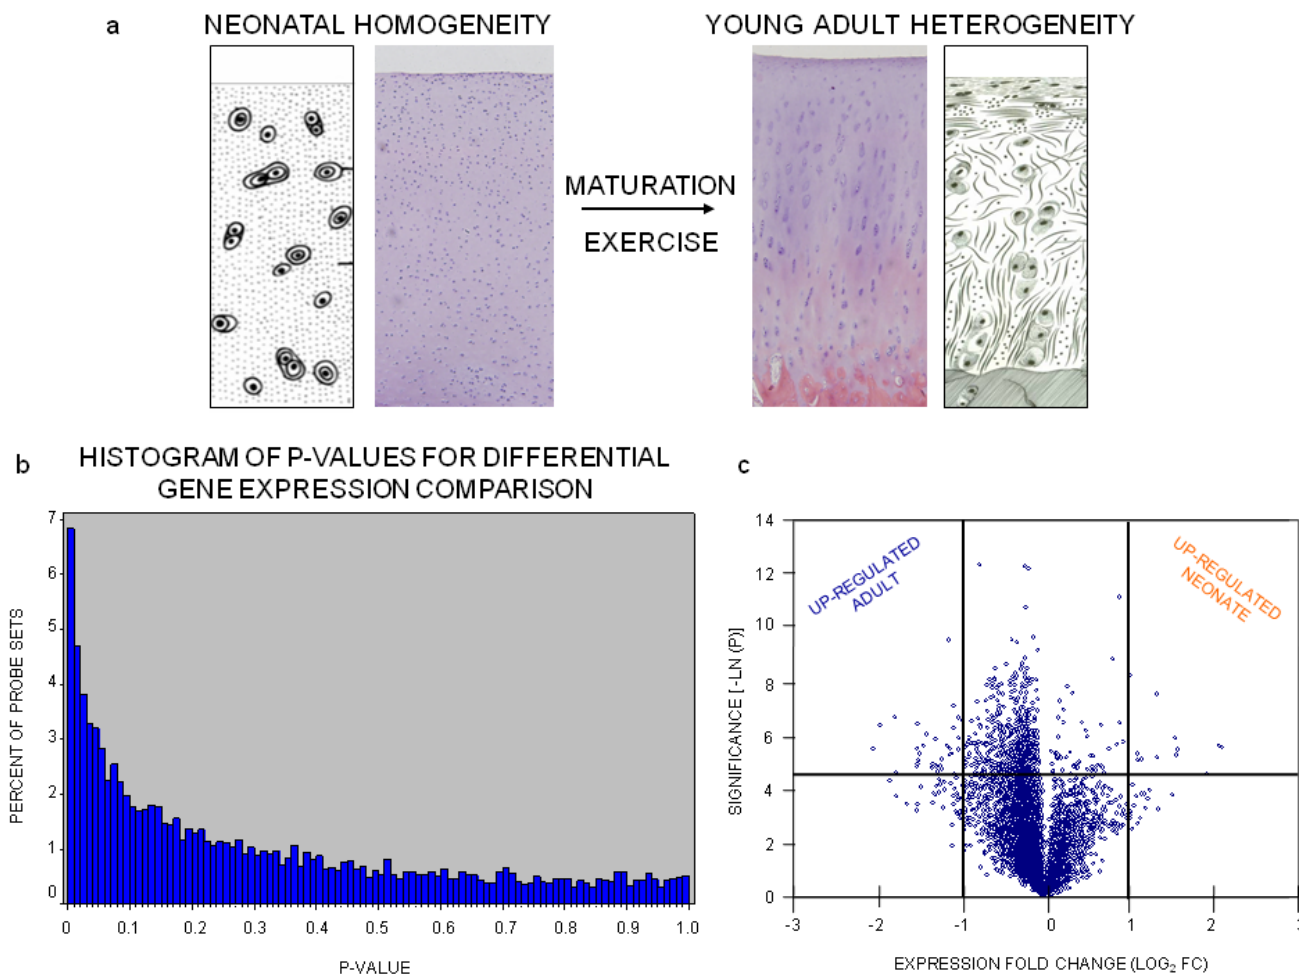 a
NEONATAL HOMOGENEITY
YOUNG ADULT HETEROGENEITY
MATURATION
EXERCISE
b
HISTOGRAM OF P-VALUES FOR DIFFERENTIAL
GENE EXPRESSION COMPARISON
PERCENT OF PROBE SETS
7
6
5
4
3
2
1
0
0 0.1 0.2 0.3 0.4 0.5 0.6 0.7 0.8 0.9 1.0
P-VALUE
c
SIGNIFICANCE [-LN (P)]
14
12
10
8
6
4
2
0
UP-REGULATED
ADULT
UP-REGULATED
NEONATE
-3 -2 -1 0 1 2 3
EXPRESSION FOLD CHANGE (LOG₂ FC)